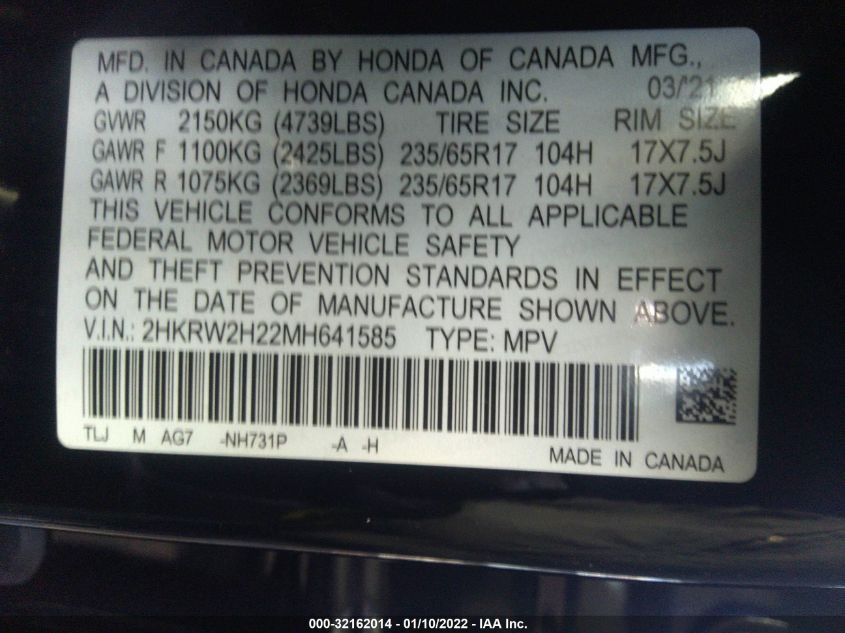 MFD. IN CANADA BY HONDA OF CANADA MFG.,
A DIVISION OF HONDA CANADA INC. 03/'21
GVWR 2150KG (4739LBS) TIRE SIZE RIM SIZE
GAWR F 1100KG (2425LBS) 235/65R17 104H 17X7.5J
GAWR R 1075KG (2369LBS) 235/65R17 104H 17X7.5J
THIS VEHICLE CONFORMS TO ALL APPLICABLE
FEDERAL MOTOR VEHICLE SAFETY
AND THEFT PREVENTION STANDARDS IN EFFECT
ON THE DATE OF MANUFACTURE SHOWN ABOVE.
V.I.N.: 2HKRW2H22MH641585 TYPE: MPV
TLJ M AG7 -NH731P -A -H
MADE IN CANADA
000-32162014 - 01/10/2022 - IAA Inc.